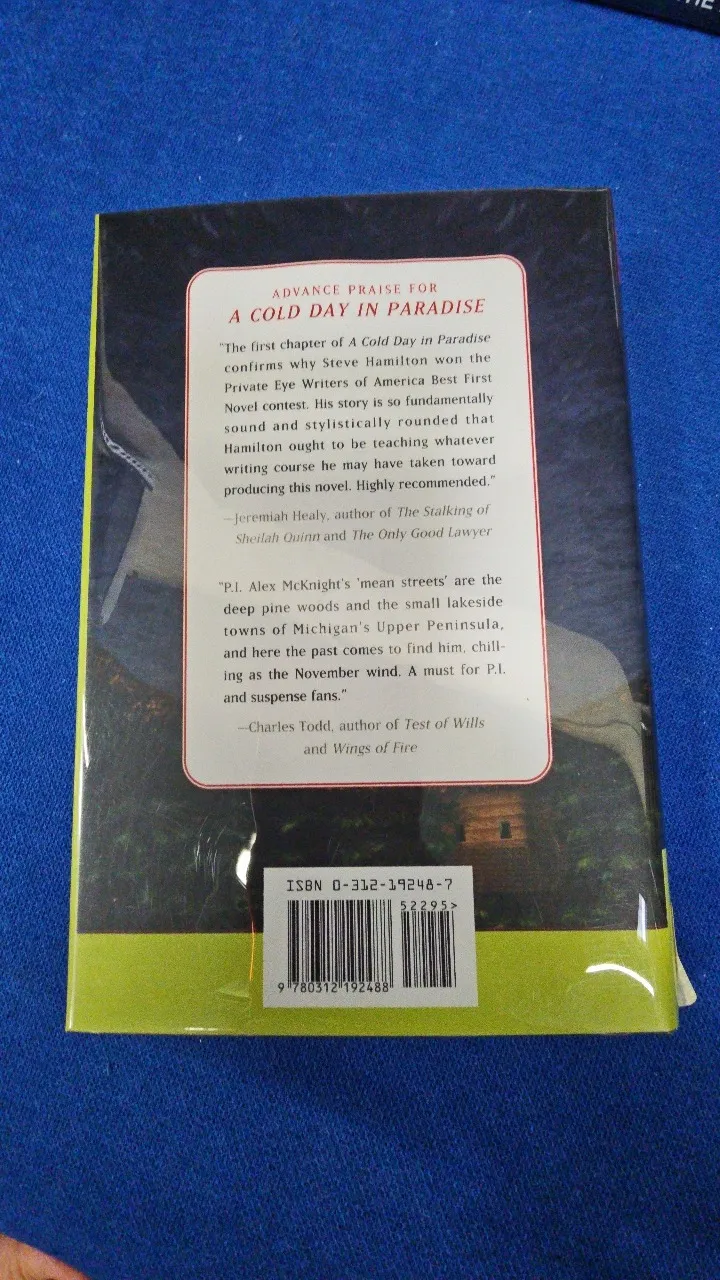 ADVANCE PRAISE FOR
A COLD DAY IN PARADISE
"The first chapter of A Cold Day in Paradise
confirms why Steve Hamilton won the
Private Eye Writers of America Best First
Novel contest. His story is so fundamentally
sound and stylistically rounded that
Hamilton ought to be teaching whatever
writing course he may have taken toward
producing this novel. Highly recommended."
—Jeremiah Healy, author of The Stalking of
Sheilah Quinn and The Only Good Lawyer
"P.I. Alex McKnight's 'mean streets' are the
deep pine woods and the small lakeside
towns of Michigan's Upper Peninsula,
and here the past comes to find him, chill-
ing as the November wind. A must for P.I.
and suspense fans."
—Charles Todd, author of Test of Wills
and Wings of Fire
ISBN 0-312-19248-7
52295>
9 780312 192488